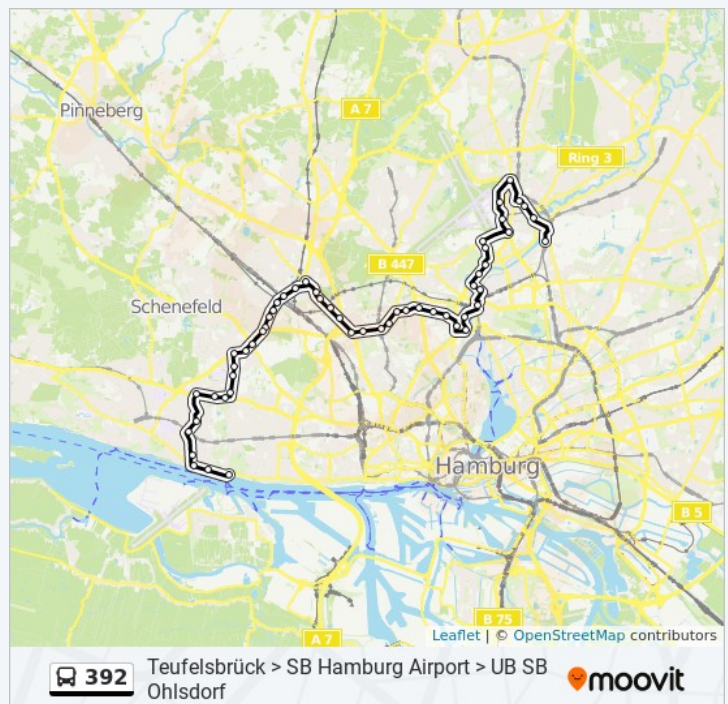 Pinneberg
A 7
Ring 3
B 447
Schenefeld
Hamburg
B 5
B 75
A 7
Leaflet | © OpenStreetMap contributors
392
Teufelsbrück > SB Hamburg Airport > UB SB
Ohlsdorf
moovit